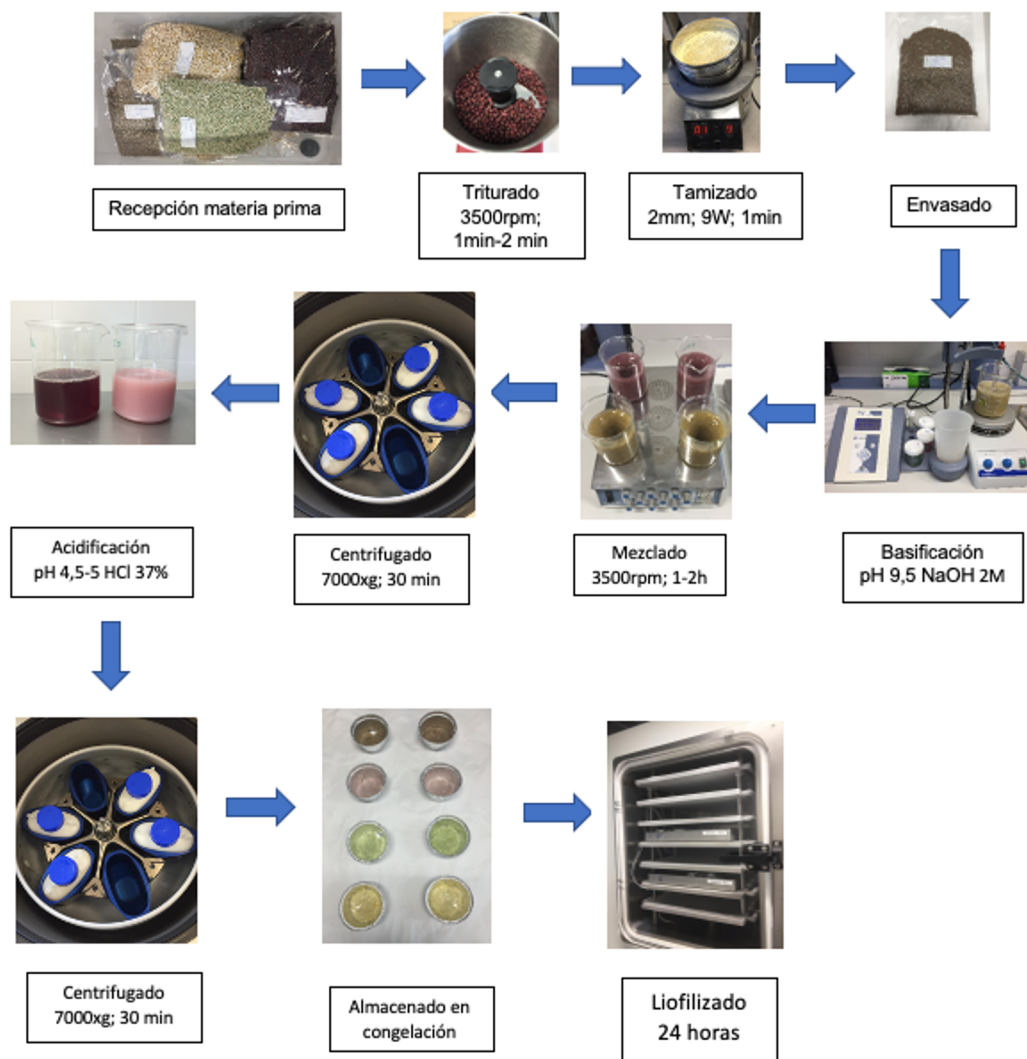 Recepción materia prima
Triturado
3500rpm;
1min-2 min
Tamizado
2mm; 9W; 1min
Envasado
Acidificación
pH 4,5-5 HCl 37%
Centrifugado
7000xg; 30 min
Mezclado
3500rpm; 1-2h
Basificación
pH 9,5 NaOH 2M
Centrifugado
7000xg; 30 min
Almacenado en
congelación
Liofilizado
24 horas